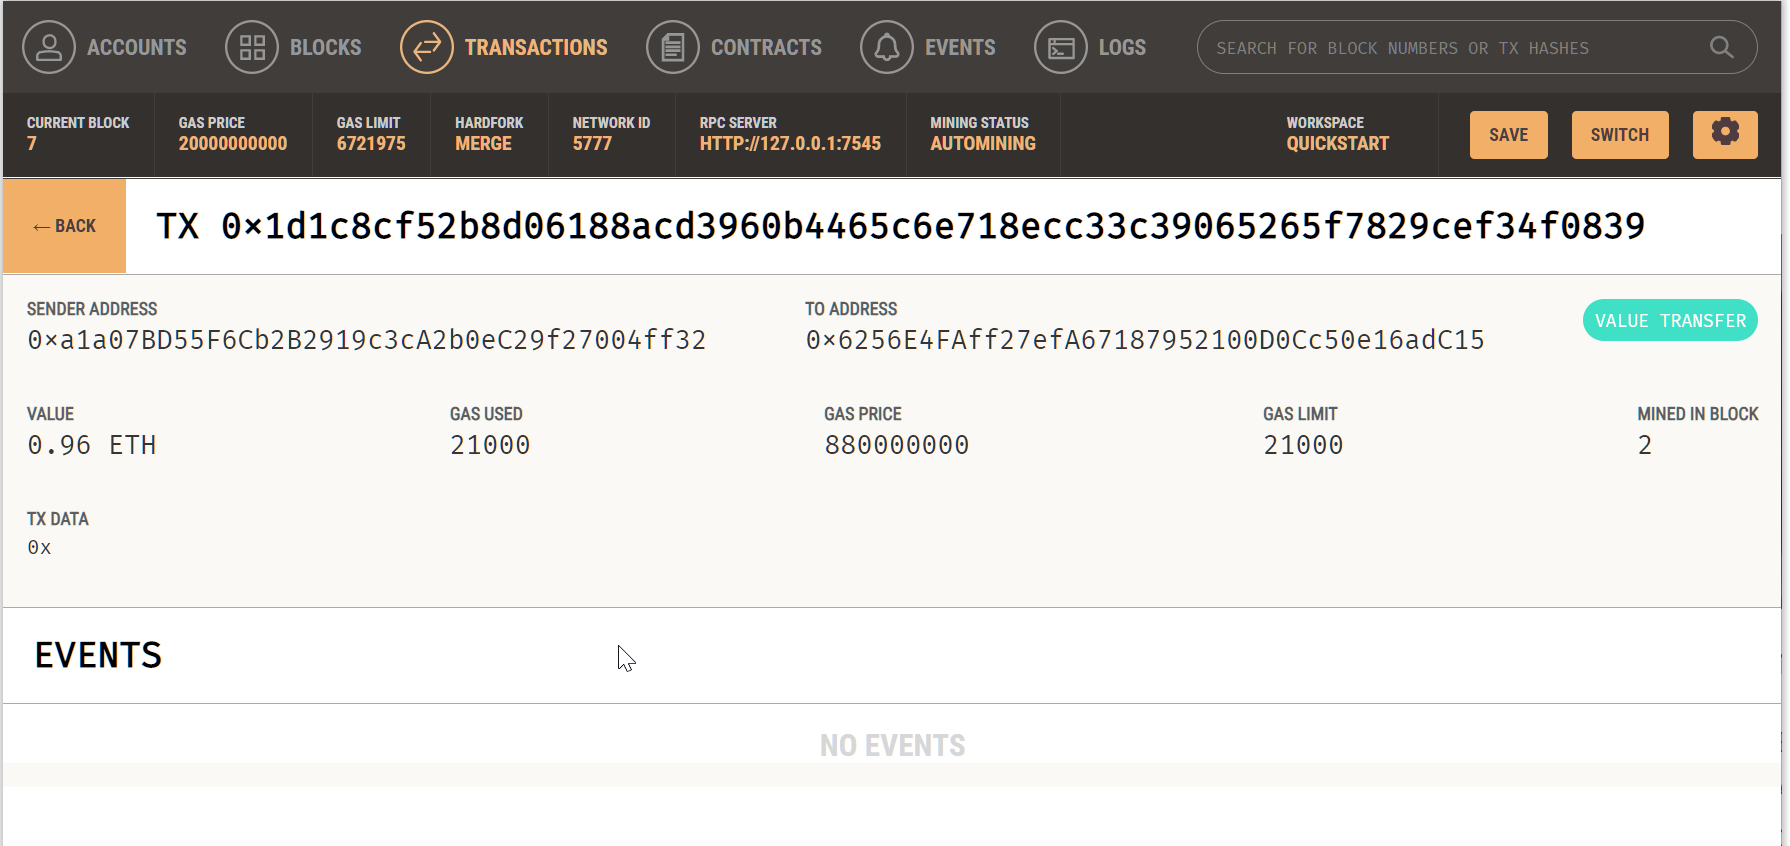 ACCOUNTS BLOCKS TRANSACTIONS CONTRACTS EVENTS LOGS SEARCH FOR BLOCK NUMBERS OR TX HASHES
CURRENT BLOCK GAS PRICE GAS LIMIT HARDFORK NETWORK ID RPC SERVER MINING STATUS WORKSPACE
7 20000000000 6721975 MERGE 5777 HTTP://127.0.0.1:7545 AUTOMINING QUICKSTART SAVE SWITCH
← BACK TX 0×1d1c8cf52b8d06188acd3960b4465c6e718ecc33c39065265f7829cef34f0839
SENDER ADDRESS TO ADDRESS
0×a1a07BD55F6Cb2B2919c3cA2b0eC29f27004ff32 0×6256E4FAff27efA67187952100D0Cc50e16adC15 VALUE TRANSFER
VALUE GAS USED GAS PRICE GAS LIMIT MINED IN BLOCK
0.96 ETH 21000 880000000 21000 2
TX DATA
0x
EVENTS
NO EVENTS